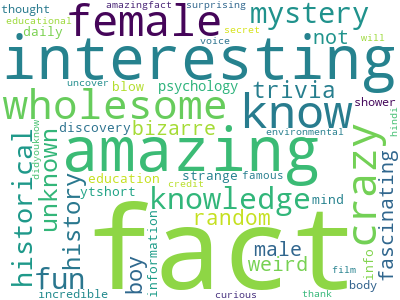 thought
amazingfact
surprising
educational
female
mystery
daily
voice
secret
not
will
interesting
uncover
blow
psychology
trivia
wholesome
know
shower
discovery
bizarre
environmental
hindi
historical
unknown
didyouknow
history
amazing
crazy
fascinating
education
strange
famous
mind
ytshort
credit
knowledge
random
info
fun
boy
information
fact
male
weird
body
film
incredible
curious
thank